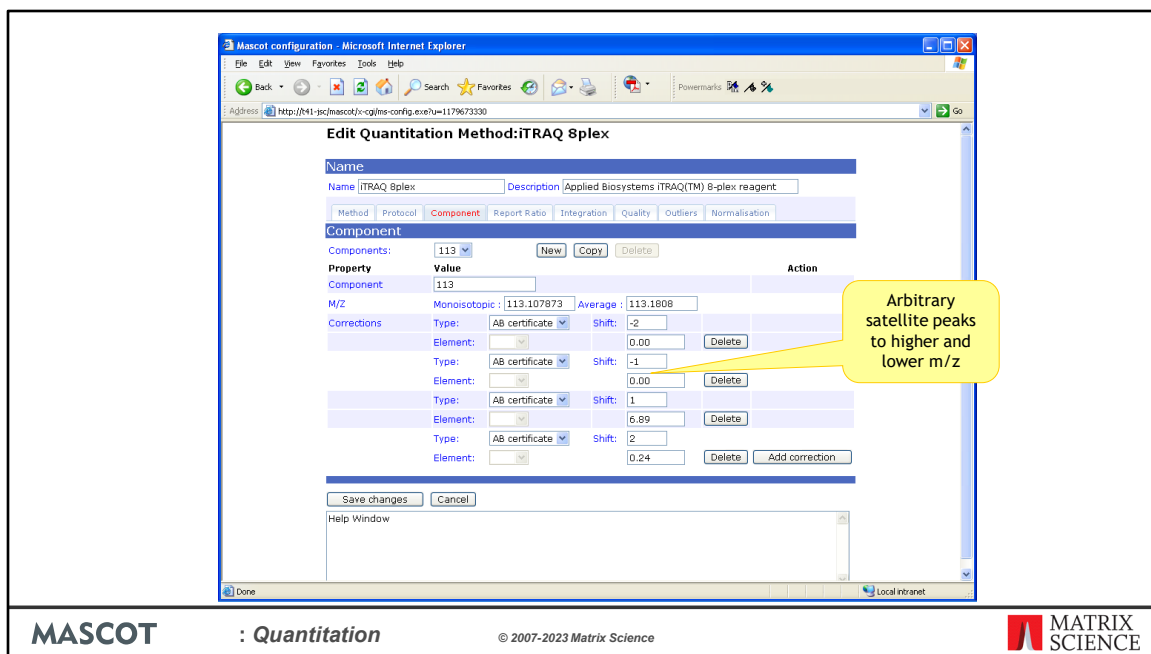 Mascot configuration - Microsoft Internet Explorer
File Edit View Favorites Tools Help
Back Search Favorites Powermarks
Address http://t41-jsc/mascot/x-cgi/ms-config.exe?u=1179673330 Go
Edit Quantitation Method:iTRAQ 8plex
Name
Name iTRAQ 8plex Description Applied Biosystems iTRAQ(TM) 8-plex reagent
Method Protocol Component Report Ratio Integration Quality Outliers Normalisation
Component
Components: 113 New Copy Delete
Property Value Action
Component 113
M/Z Monoisotopic : 113.107873 Average : 113.1808
Corrections Type: AB certificate Shift: -2
Element: 0.00 Delete
Type: AB certificate Shift: -1
Element: 0.00 Delete
Type: AB certificate Shift: 1
Element: 6.89 Delete
Type: AB certificate Shift: 2
Element: 0.24 Delete Add correction
Arbitrary
satellite peaks
to higher and
lower m/z
Save changes Cancel
Help Window
Done Local intranet
MASCOT : Quantitation © 2007-2023 Matrix Science
MATRIX
SCIENCE